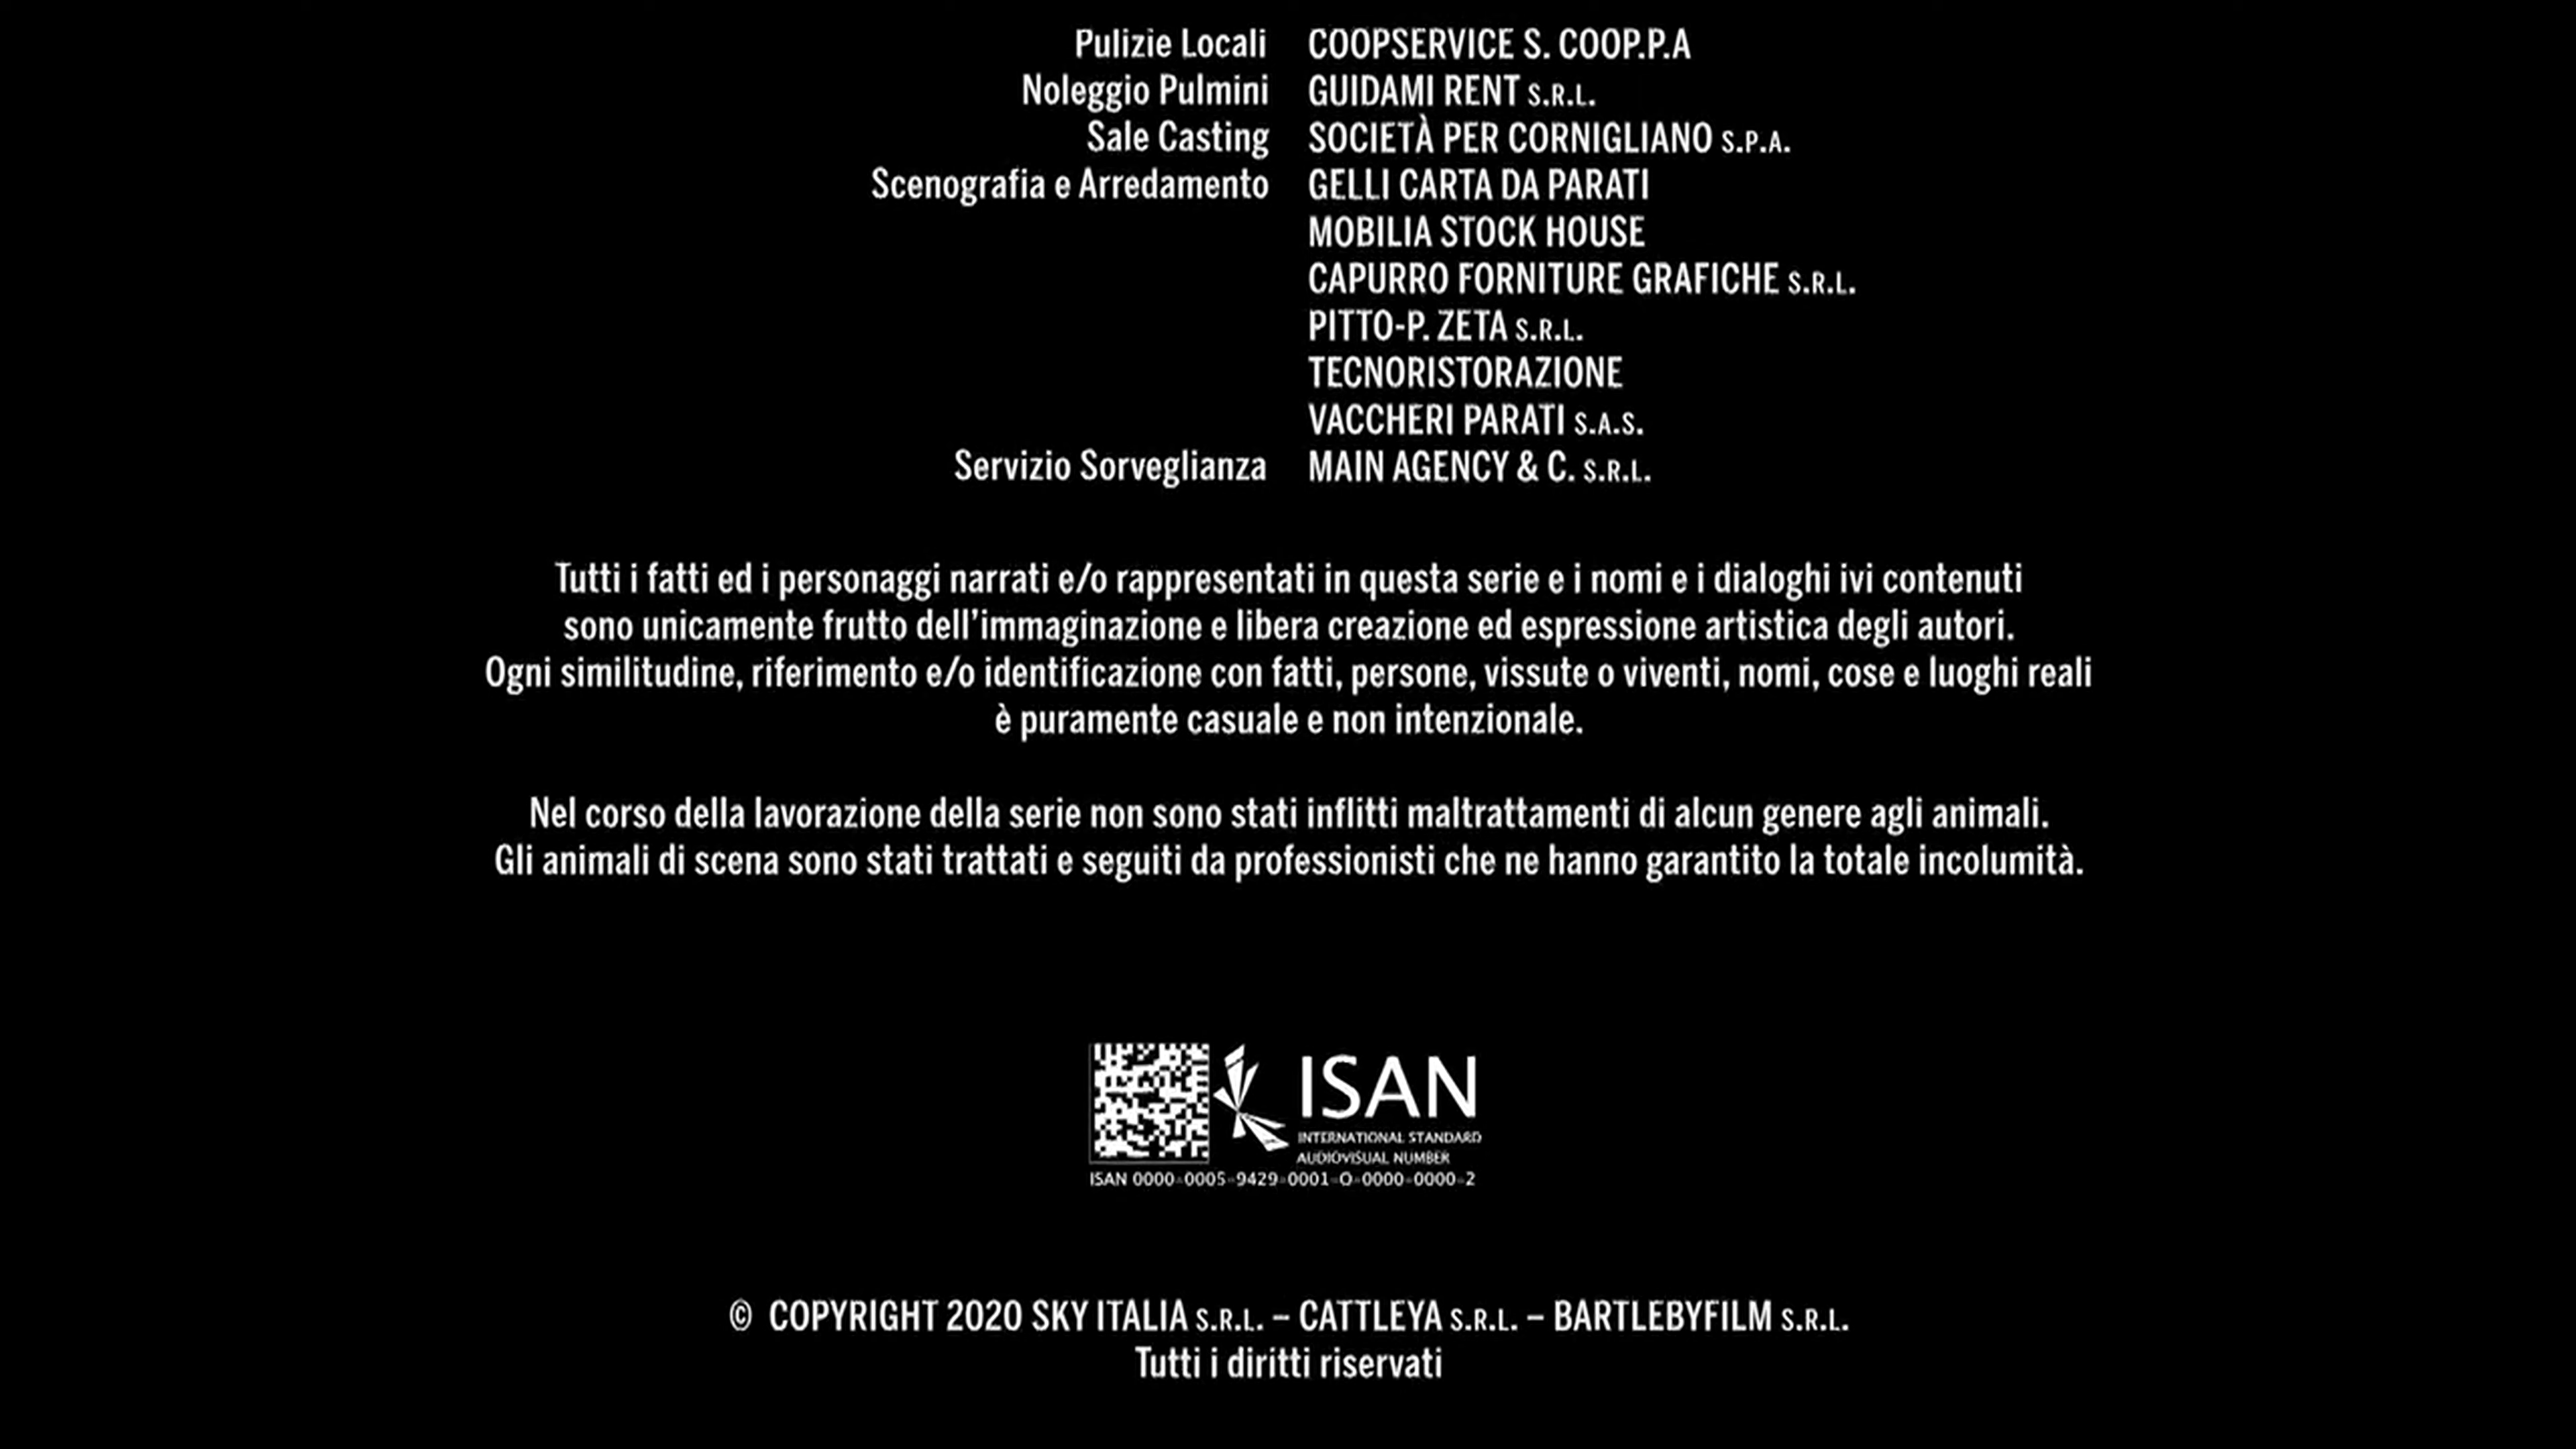 Pulizie Locali COOPSERVICE S. COOP.P.A
Noleggio Pulmini GUIDAMI RENT S.R.L.
Sale Casting SOCIETÀ PER CORNIGLIANO S.P.A.
Scenografia e Arredamento GELLI CARTA DA PARATI
MOBILIA STOCK HOUSE
CAPURRO FORNITURE GRAFICHE S.R.L.
PITTO-P. ZETA S.R.L.
TECNORISTORAZIONE
VACCHERI PARATI S.A.S.
Servizio Sorveglianza MAIN AGENCY & C. S.R.L.
Tutti i fatti ed i personaggi narrati e/o rappresentati in questa serie e i nomi e i dialoghi ivi contenuti
sono unicamente frutto dell'immaginazione e libera creazione ed espressione artistica degli autori.
Ogni similitudine, riferimento e/o identificazione con fatti, persone, vissute o viventi, nomi, cose e luoghi reali
è puramente casuale e non intenzionale.
Nel corso della lavorazione della serie non sono stati inflitti maltrattamenti di alcun genere agli animali.
Gli animali di scena sono stati trattati e seguiti da professionisti che ne hanno garantito la totale incolumità.
ISAN
INTERNATIONAL STANDARD
AUDIOVISUAL NUMBER
ISAN 0000-0005-9429-0001-O-0000-0000-2
© COPYRIGHT 2020 SKY ITALIA S.R.L. – CATTLEYA S.R.L. – BARTLEBYFILM S.R.L.
Tutti i diritti riservati